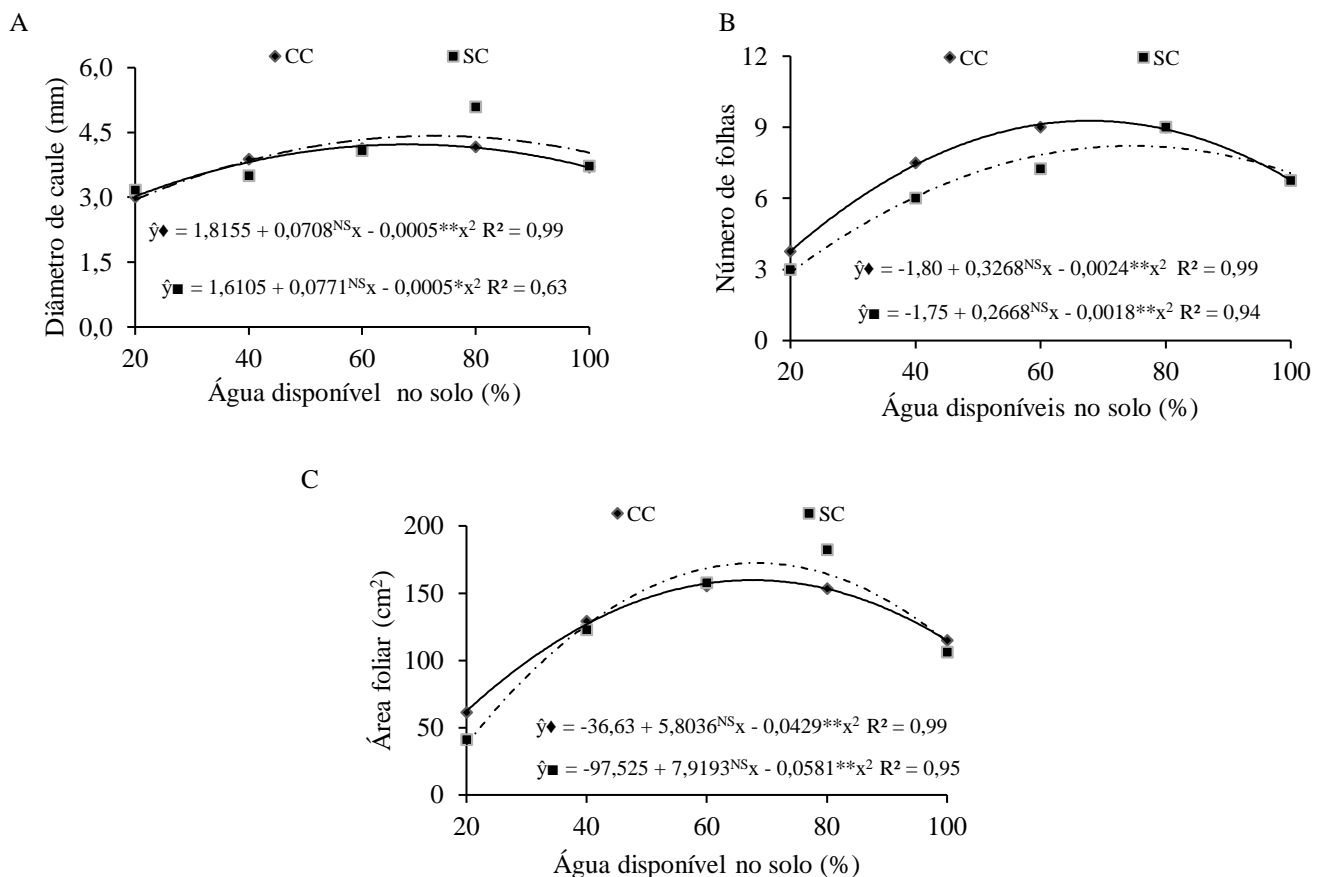 A
CC
SC
6,0
4,5
3,0
1,5
0,0
Diâmetro de caule (mm)
ŷ♦ = 1,8155 + 0,0708ᴺˢx - 0,0005**x² R² = 0,99
ŷ■ = 1,6105 + 0,0771ᴺˢx - 0,0005*x² R² = 0,63
20 40 60 80 100
Água disponível no solo (%)
B
CC
SC
12
9
6
3
0
Número de folhas
ŷ♦ = -1,80 + 0,3268ᴺˢx - 0,0024**x² R² = 0,99
ŷ■ = -1,75 + 0,2668ᴺˢx - 0,0018**x² R² = 0,94
20 40 60 80 100
Água disponíveis no solo (%)
C
CC
SC
200
150
100
50
0
Área foliar (cm²)
ŷ♦ = -36,63 + 5,8036ᴺˢx - 0,0429**x² R² = 0,99
ŷ■ = -97,525 + 7,9193ᴺˢx - 0,0581**x² R² = 0,95
20 40 60 80 100
Água disponível no solo (%)